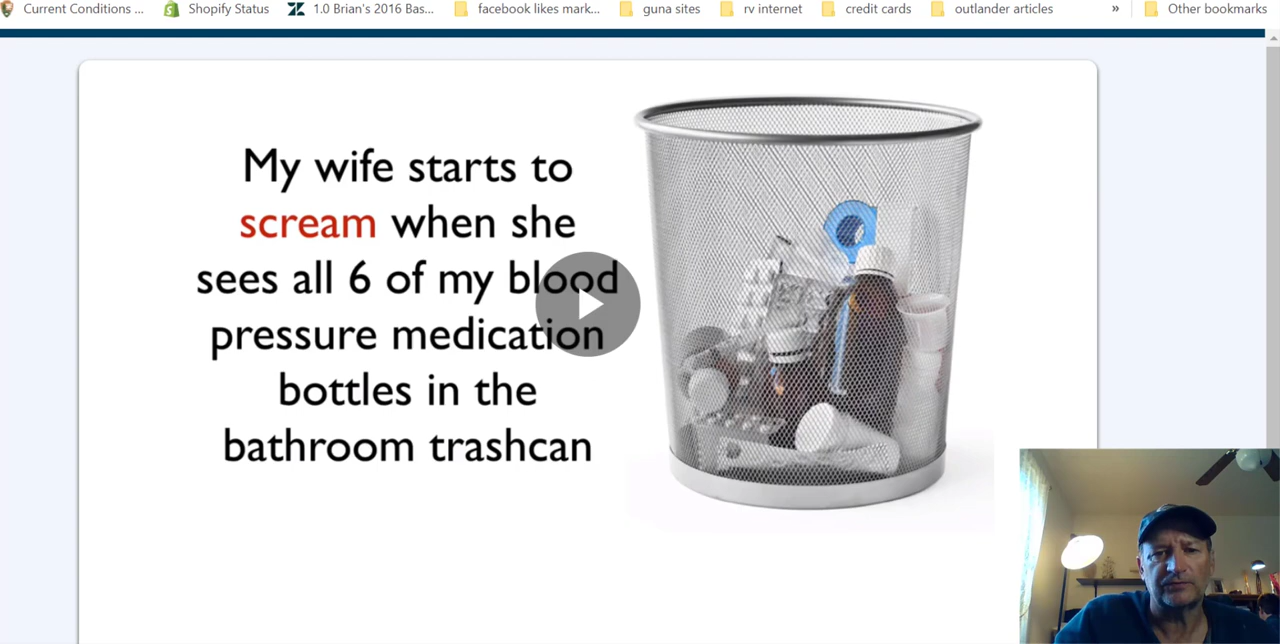 Current Conditions ... Shopify Status 1.0 Brian's 2016 Bas... facebook likes mark... guna sites rv internet credit cards outlander articles » Other bookmarks
My wife starts to
scream when she
sees all 6 of my blood
pressure medication
bottles in the
bathroom trashcan